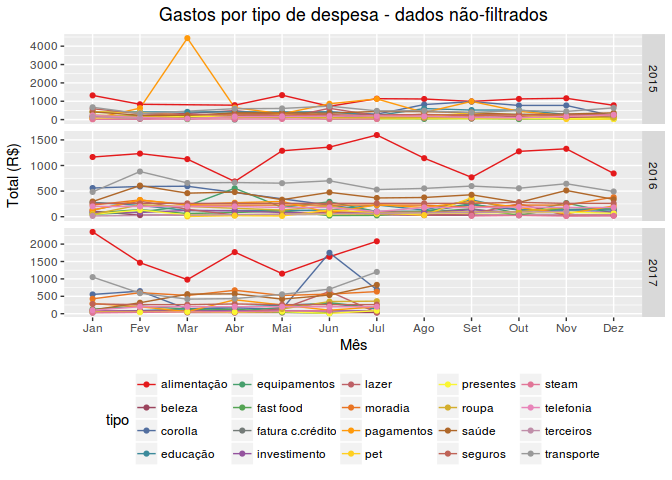 Gastos por tipo de despesa - dados não-filtrados
4000
3000
2000
1000
0
2015
1500
1000
500
0
2016
2000
1500
1000
500
0
2017
Total (R$)
Jan Fev Mar Abr Mai Jun Jul Ago Set Out Nov Dez
Mês
tipo
alimentação equipamentos lazer presentes steam
beleza fast food moradia roupa telefonia
corolla fatura c.crédito pagamentos saúde terceiros
educação investimento pet seguros transporte